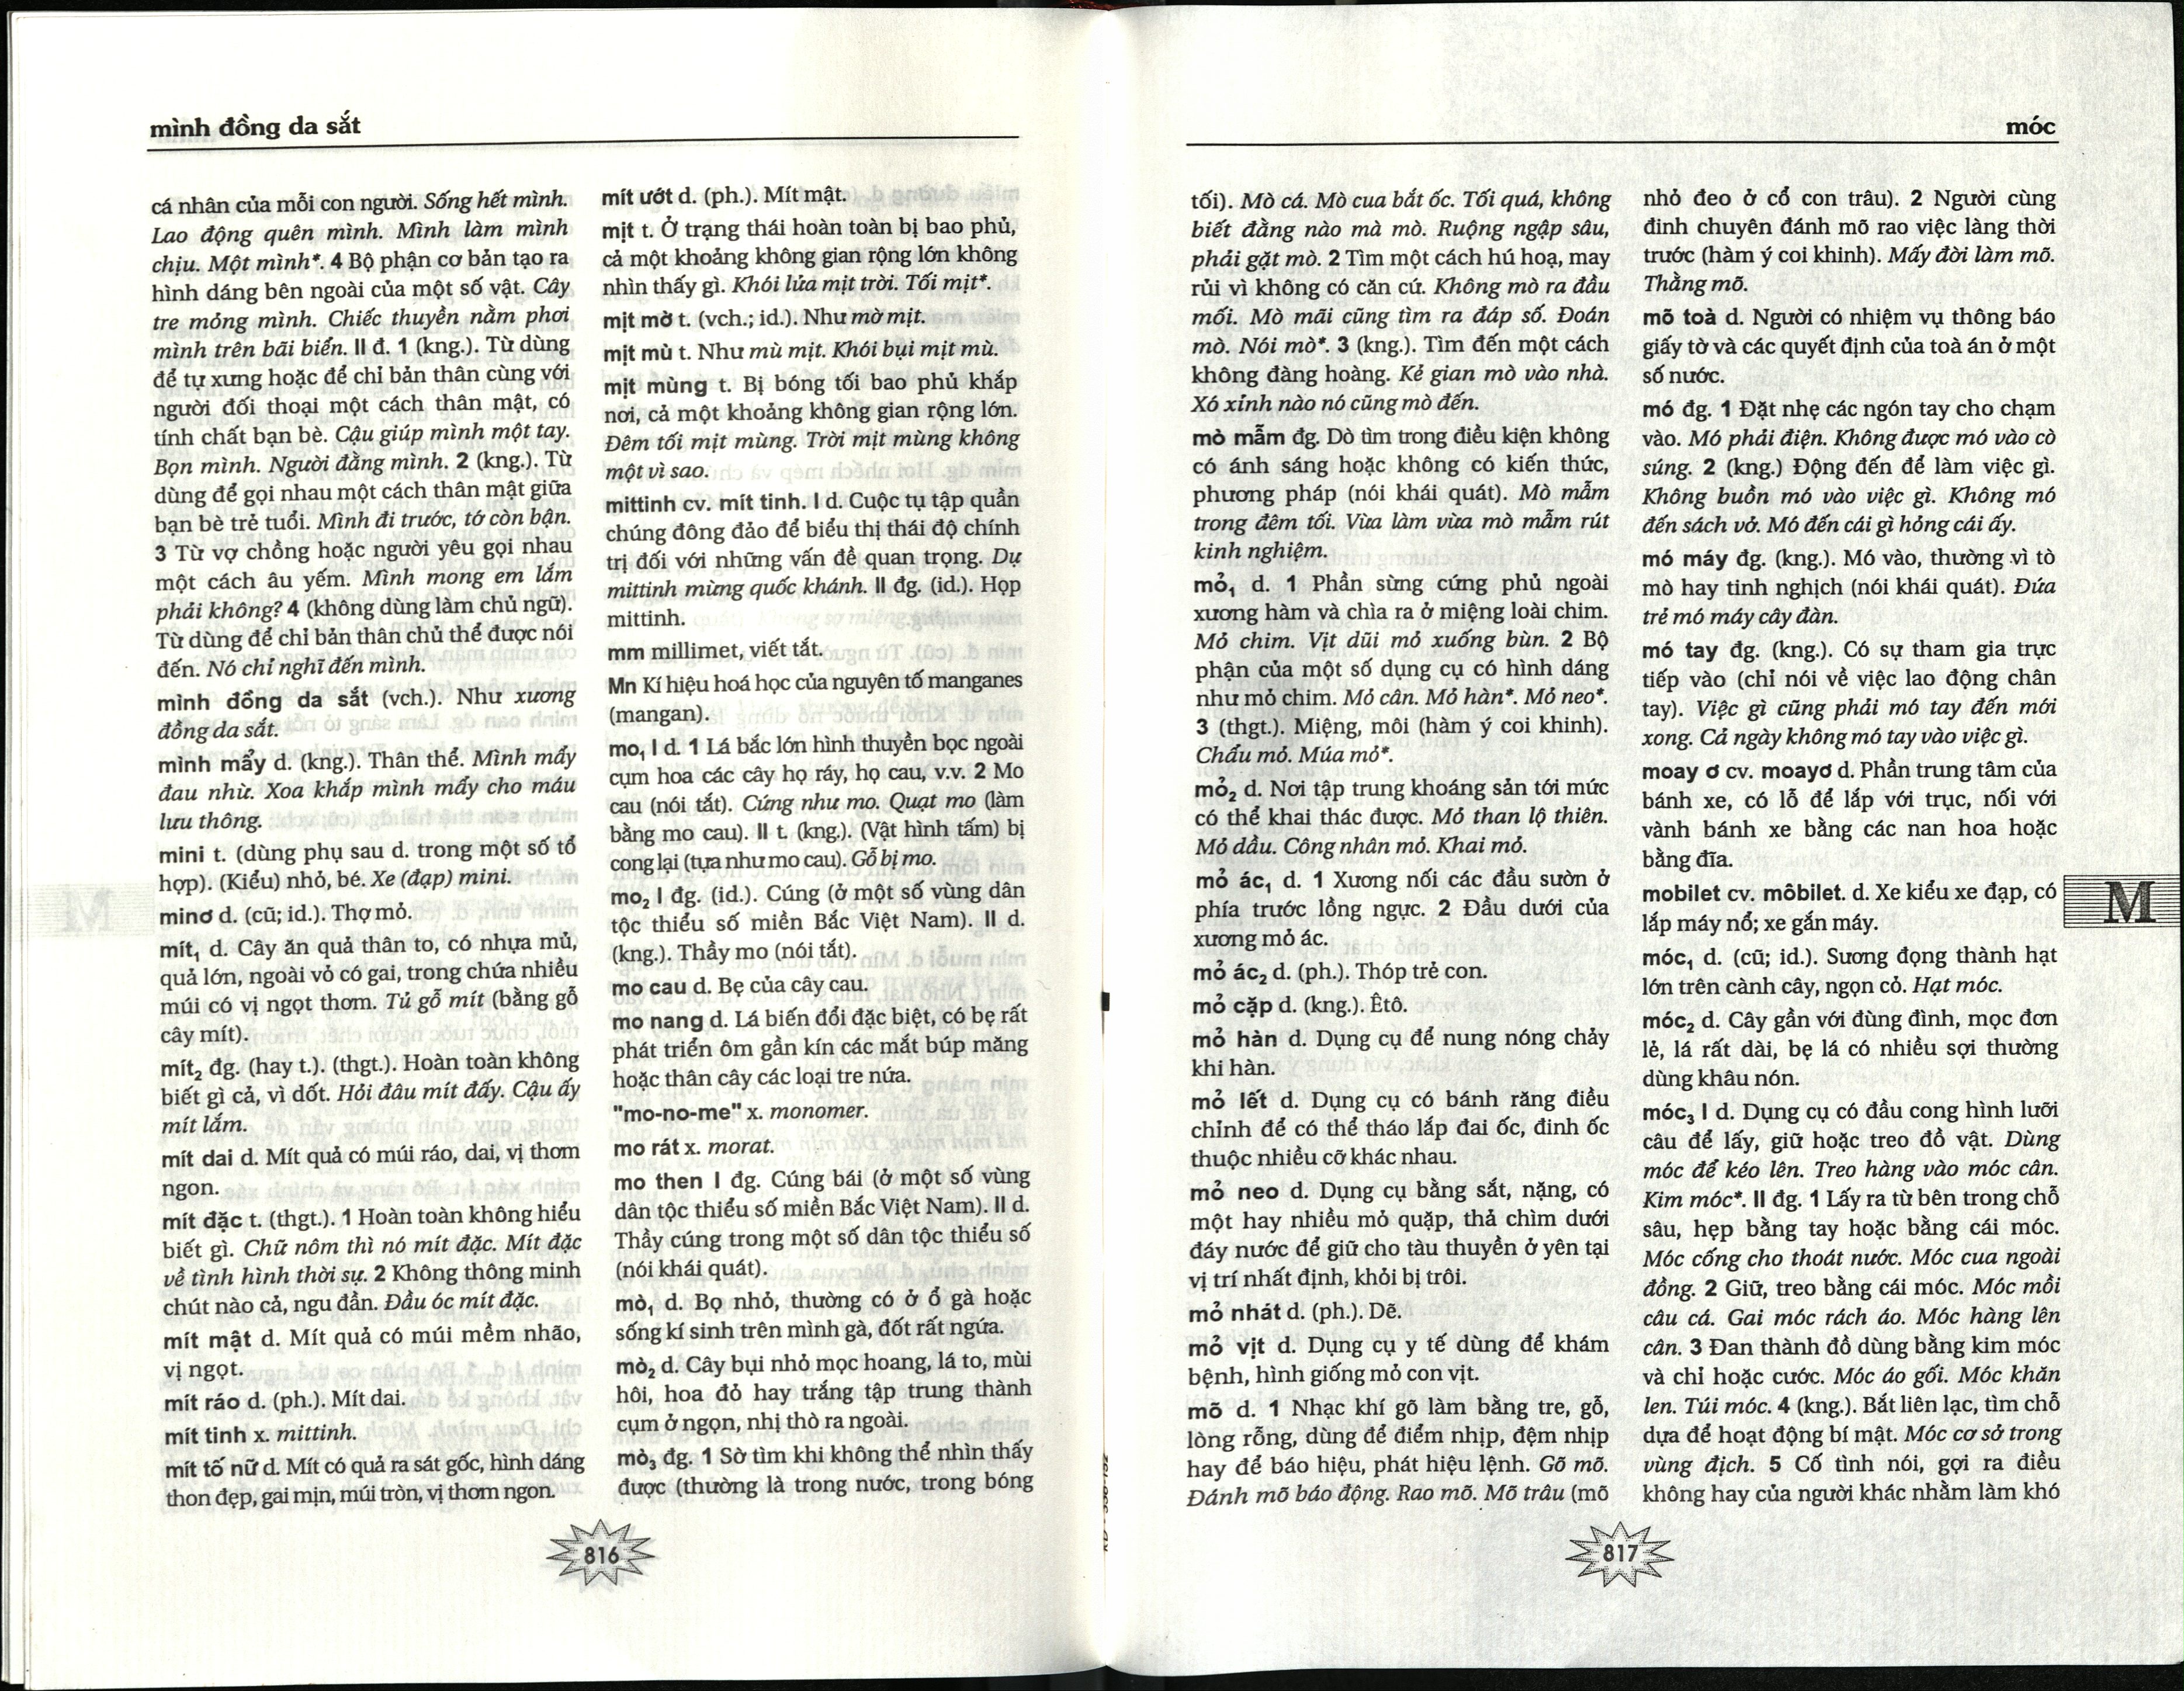 mình đồng da sắt
cá nhân của mỗi con người. Sống hết mình.
Lao động quên mình. Mình làm mình
chịu. Một mình*. 4 Bộ phận cơ bản tạo ra
hình dáng bên ngoài của một số vật. Cây
tre mỏng mình. Chiếc thuyền nằm phơi
mình trên bãi biển. II đ. 1 (kng.). Từ dùng
để tự xưng hoặc để chỉ bản thân cùng với
người đối thoại một cách thân mật, có
tính chất bạn bè. Cậu giúp mình một tay.
Bọn mình. Người đằng mình. 2 (kng.). Từ
dùng để gọi nhau một cách thân mật giữa
bạn bè trẻ tuổi. Mình đi trước, tớ còn bận.
3 Từ vợ chồng hoặc người yêu gọi nhau
một cách âu yếm. Mình mong em lắm
phải không? 4 (không dùng làm chủ ngữ).
Từ dùng để chỉ bản thân chủ thể được nói
đến. Nó chỉ nghĩ đến mình.
mình đồng da sắt (vch.). Như xương
đồng da sắt.
mình mẩy d. (kng.). Thân thể. Mình mẩy
đau nhừ. Xoa khắp mình mẩy cho máu
lưu thông.
mini t. (dùng phụ sau d. trong một số tổ
hợp). (Kiểu) nhỏ, bé. Xe (đạp) mini.
minơ d. (cũ; id.). Thợ mỏ.
mít₁ d. Cây ăn quả thân to, có nhựa mủ,
quả lớn, ngoài vỏ có gai, trong chứa nhiều
múi có vị ngọt thơm. Tủ gỗ mít (bằng gỗ
cây mít).
mít₂ đg. (hay t.). (thgt.). Hoàn toàn không
biết gì cả, vì dốt. Hỏi đâu mít đấy. Cậu ấy
mít lắm.
mít dai d. Mít quả có múi ráo, dai, vị thơm
ngon.
mít đặc t. (thgt.). 1 Hoàn toàn không hiểu
biết gì. Chữ nôm thì nó mít đặc. Mít đặc
về tình hình thời sự. 2 Không thông minh
chút nào cả, ngu đần. Đầu óc mít đặc.
mít mật d. Mít quả có múi mềm nhão,
vị ngọt.
mít ráo d. (ph.). Mít dai.
mít tinh x. mittinh.
mít tố nữ d. Mít có quả ra sát gốc, hình dáng
thon đẹp, gai mịn, múi tròn, vị thơm ngon.
mít ướt d. (ph.). Mít mật.
mịt t. Ở trạng thái hoàn toàn bị bao phủ,
cả một khoảng không gian rộng lớn không
nhìn thấy gì. Khói lửa mịt trời. Tối mịt*.
mịt mờ t. (vch.; id.). Như mờ mịt.
mịt mù t. Như mù mịt. Khói bụi mịt mù.
mịt mùng t. Bị bóng tối bao phủ khắp
nơi, cả một khoảng không gian rộng lớn.
Đêm tối mịt mùng. Trời mịt mùng không
một vì sao.
mittinh cv. mít tinh. I d. Cuộc tụ tập quần
chúng đông đảo để biểu thị thái độ chính
trị đối với những vấn đề quan trọng. Dự
mittinh mừng quốc khánh. II đg. (id.). Họp
mittinh.
mm millimet, viết tắt.
Mn Kí hiệu hoá học của nguyên tố manganes
(mangan).
mo₁ I d. 1 Lá bắc lớn hình thuyền bọc ngoài
cụm hoa các cây họ ráy, họ cau, v.v. 2 Mo
cau (nói tắt). Cứng như mo. Quạt mo (làm
bằng mo cau). II t. (kng.). (Vật hình tấm) bị
cong lại (tựa như mo cau). Gỗ bị mo.
mo₂ I đg. (id.). Cúng (ở một số vùng dân
tộc thiểu số miền Bắc Việt Nam). II d.
(kng.). Thầy mo (nói tắt).
mo cau d. Bẹ của cây cau.
mo nang d. Lá biến đổi đặc biệt, có bẹ rất
phát triển ôm gần kín các mắt búp măng
hoặc thân cây các loại tre nứa.
"mo-no-me" x. monomer.
mo rát x. morat.
mo then I đg. Cúng bái (ở một số vùng
dân tộc thiểu số miền Bắc Việt Nam). II d.
Thầy cúng trong một số dân tộc thiểu số
(nói khái quát).
mò₁ d. Bọ nhỏ, thường có ở ổ gà hoặc
sống kí sinh trên mình gà, đốt rất ngứa.
mò₂ d. Cây bụi nhỏ mọc hoang, lá to, mùi
hôi, hoa đỏ hay trắng tập trung thành
cụm ở ngọn, nhị thò ra ngoài.
mò₃ đg. 1 Sờ tìm khi không thể nhìn thấy
được (thường là trong nước, trong bóng
816
móc
tối). Mò cá. Mò cua bắt ốc. Tối quá, không
biết đằng nào mà mò. Ruộng ngập sâu,
phải gặt mò. 2 Tìm một cách hú hoạ, may
rủi vì không có căn cứ. Không mò ra đầu
mối. Mò mãi cũng tìm ra đáp số. Đoán
mò. Nói mò*. 3 (kng.). Tìm đến một cách
không đàng hoàng. Kẻ gian mò vào nhà.
Xó xỉnh nào nó cũng mò đến.
mò mẫm đg. Dò tìm trong điều kiện không
có ánh sáng hoặc không có kiến thức,
phương pháp (nói khái quát). Mò mẫm
trong đêm tối. Vừa làm vừa mò mẫm rút
kinh nghiệm.
mỏ₁ d. 1 Phần sừng cứng phủ ngoài
xương hàm và chìa ra ở miệng loài chim.
Mỏ chim. Vịt dũi mỏ xuống bùn. 2 Bộ
phận của một số dụng cụ có hình dáng
như mỏ chim. Mỏ cân. Mỏ hàn*. Mỏ neo*.
3 (thgt.). Miệng, môi (hàm ý coi khinh).
Chẩu mỏ. Múa mỏ*.
mỏ₂ d. Nơi tập trung khoáng sản tới mức
có thể khai thác được. Mỏ than lộ thiên.
Mỏ dầu. Công nhân mỏ. Khai mỏ.
mỏ ác₁ d. 1 Xương nối các đầu sườn ở
phía trước lồng ngực. 2 Đầu dưới của
xương mỏ ác.
mỏ ác₂ d. (ph.). Thóp trẻ con.
mỏ cặp d. (kng.). Êtô.
mỏ hàn d. Dụng cụ để nung nóng chảy
khi hàn.
mỏ lết d. Dụng cụ có bánh răng điều
chỉnh để có thể tháo lắp đai ốc, đinh ốc
thuộc nhiều cỡ khác nhau.
mỏ neo d. Dụng cụ bằng sắt, nặng, có
một hay nhiều mỏ quặp, thả chìm dưới
đáy nước để giữ cho tàu thuyền ở yên tại
vị trí nhất định, khỏi bị trôi.
mỏ nhát d. (ph.). Dẽ.
mỏ vịt d. Dụng cụ y tế dùng để khám
bệnh, hình giống mỏ con vịt.
mõ d. 1 Nhạc khí gõ làm bằng tre, gỗ,
lòng rỗng, dùng để điểm nhịp, đệm nhịp
hay để báo hiệu, phát hiệu lệnh. Gõ mõ.
Đánh mõ báo động. Rao mõ. Mõ trâu (mõ
nhỏ đeo ở cổ con trâu). 2 Người cùng
đinh chuyên đánh mõ rao việc làng thời
trước (hàm ý coi khinh). Mấy đời làm mõ.
Thằng mõ.
mõ toà d. Người có nhiệm vụ thông báo
giấy tờ và các quyết định của toà án ở một
số nước.
mó đg. 1 Đặt nhẹ các ngón tay cho chạm
vào. Mó phải điện. Không được mó vào cò
súng. 2 (kng.) Động đến để làm việc gì.
Không buồn mó vào việc gì. Không mó
đến sách vở. Mó đến cái gì hỏng cái ấy.
mó máy đg. (kng.). Mó vào, thường vì tò
mò hay tinh nghịch (nói khái quát). Đứa
trẻ mó máy cây đàn.
mó tay đg. (kng.). Có sự tham gia trực
tiếp vào (chỉ nói về việc lao động chân
tay). Việc gì cũng phải mó tay đến mới
xong. Cả ngày không mó tay vào việc gì.
moay ơ cv. moayơ d. Phần trung tâm của
bánh xe, có lỗ để lắp với trục, nối với
vành bánh xe bằng các nan hoa hoặc
bằng đĩa.
mobilet cv. môbilet. d. Xe kiểu xe đạp, có
lắp máy nổ; xe gắn máy.
móc₁ d. (cũ; id.). Sương đọng thành hạt
lớn trên cành cây, ngọn cỏ. Hạt móc.
móc₂ d. Cây gần với đùng đình, mọc đơn
lẻ, lá rất dài, bẹ lá có nhiều sợi thường
dùng khâu nón.
móc₃ I d. Dụng cụ có đầu cong hình lưỡi
câu để lấy, giữ hoặc treo đồ vật. Dùng
móc để kéo lên. Treo hàng vào móc cân.
Kim móc*. II đg. 1 Lấy ra từ bên trong chỗ
sâu, hẹp bằng tay hoặc bằng cái móc.
Móc cống cho thoát nước. Móc cua ngoài
đồng. 2 Giữ, treo bằng cái móc. Móc mồi
câu cá. Gai móc rách áo. Móc hàng lên
cân. 3 Đan thành đồ dùng bằng kim móc
và chỉ hoặc cước. Móc áo gối. Móc khăn
len. Túi móc. 4 (kng.). Bắt liên lạc, tìm chỗ
dựa để hoạt động bí mật. Móc cơ sở trong
vùng địch. 5 Cố tình nói, gợi ra điều
không hay của người khác nhằm làm khó
M
817